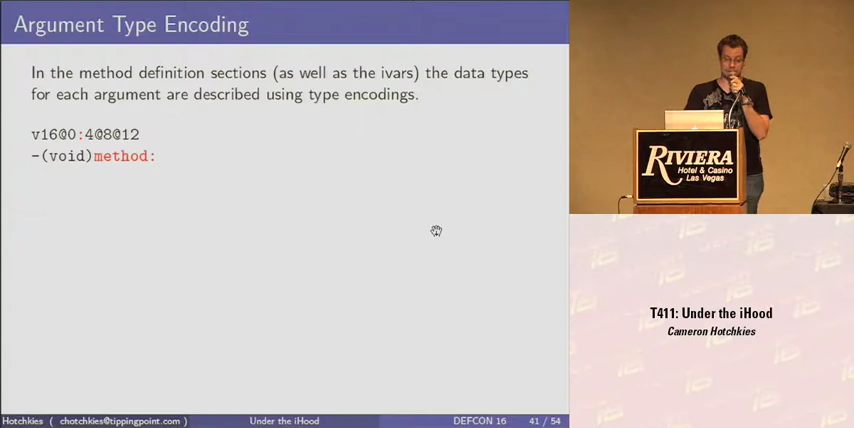 Argument Type Encoding
In the method definition sections (as well as the ivars) the data types
for each argument are described using type encodings.
v16@0:4@8@12
-(void)method:
Hotchkies ( chotchkies@tippingpoint.com ) Under the iHood DEFCON 16 41 / 54
RIVIERA
Hotel & Casino
Las Vegas
T411: Under the iHood
Cameron Hotchkies